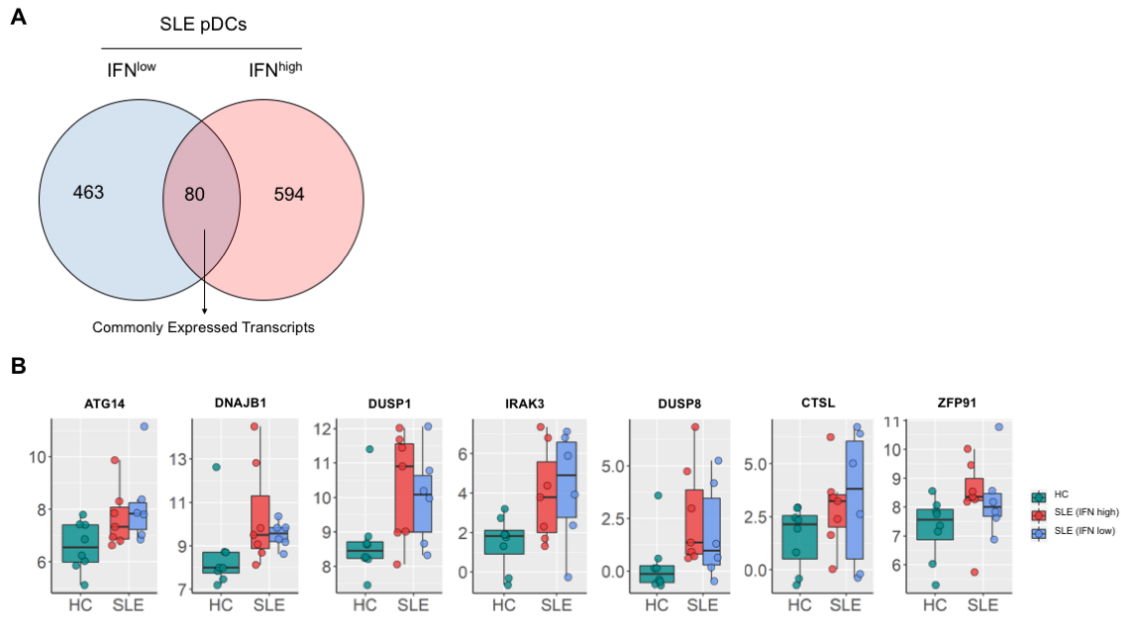 A
SLE pDCs
IFNlow IFNhigh
463 80 594
Commonly Expressed Transcripts
B
ATG14 DNAJB1 DUSP1 IRAK3 DUSP8 CTSL ZFP91
10
8
6
HC SLE
13
11
9
7
HC SLE
12
11
10
9
8
HC SLE
6
4
2
0
HC SLE
5.0
2.5
0.0
HC SLE
5.0
2.5
0.0
HC SLE
11
10
9
8
7
6
HC SLE
HC
SLE (IFN high)
SLE (IFN low)